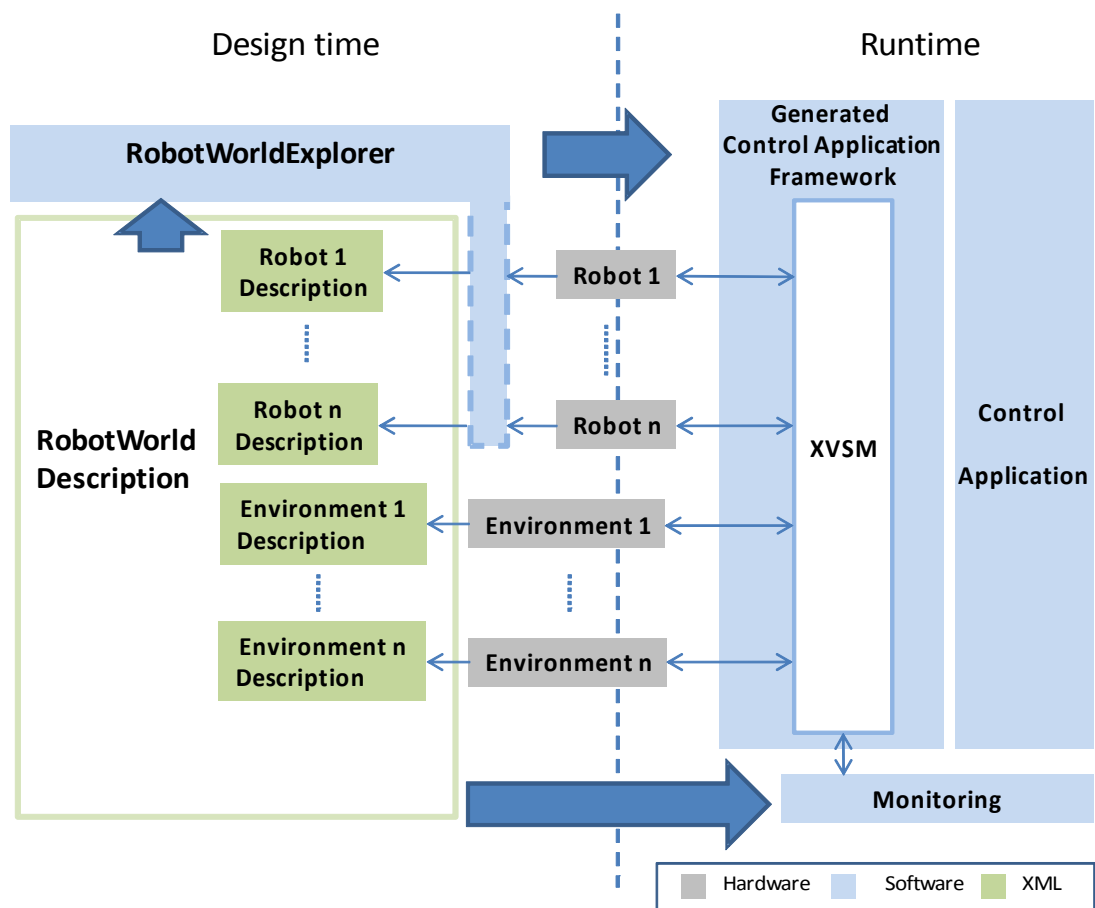 Design time
Runtime
RobotWorldExplorer
Generated
Control Application
Framework
Robot 1
Description
Robot 1
Robot n
Description
Robot n
RobotWorld
Description
XVSM
Control
Application
Environment 1
Description
Environment 1
Environment n
Description
Environment n
Monitoring
Hardware
Software
XML